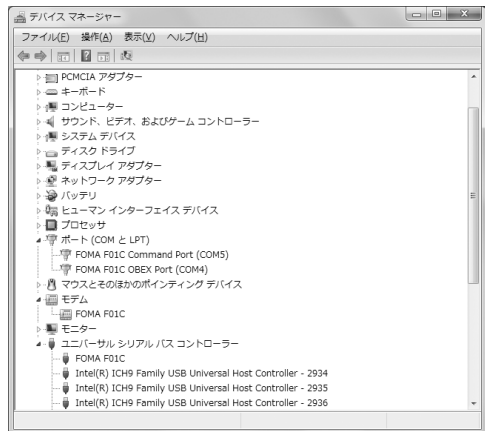 デバイス マネージャー
ファイル(F) 操作(A) 表示(V) ヘルプ(H)
PCMCIA アダプター
キーボード
コンピューター
サウンド、ビデオ、およびゲーム コントローラー
システム デバイス
ディスク ドライブ
ディスプレイ アダプター
ネットワーク アダプター
バッテリ
ヒューマン インターフェイス デバイス
プロセッサ
ポート (COM と LPT)
FOMA F01C Command Port (COM5)
FOMA F01C OBEX Port (COM4)
マウスとそのほかのポインティング デバイス
モデム
FOMA F01C
モニター
ユニバーサル シリアル バス コントローラー
FOMA F01C
Intel(R) ICH9 Family USB Universal Host Controller - 2934
Intel(R) ICH9 Family USB Universal Host Controller - 2935
Intel(R) ICH9 Family USB Universal Host Controller - 2936